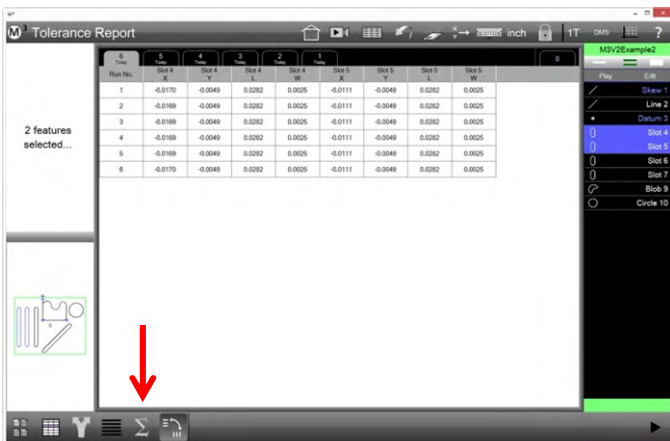 M³ Tolerance Report
inch
1T
DMS
?
M3V2Example2
6 Today
5 Today
4 Today
3 Today
2 Today
1 Today
0
Run No. Slot 4 X Slot 4 Y Slot 4 L Slot 4 W Slot 5 X Slot 5 Y Slot 5 L Slot 5 W
1 -0.0170 -0.0049 0.0282 0.0025 -0.0111 -0.0049 0.0282 0.0025
2 -0.0169 -0.0049 0.0282 0.0025 -0.0111 -0.0049 0.0282 0.0025
3 -0.0169 -0.0049 0.0282 0.0025 -0.0111 -0.0049 0.0282 0.0025
4 -0.0169 -0.0049 0.0282 0.0025 -0.0111 -0.0049 0.0282 0.0025
5 -0.0169 -0.0049 0.0282 0.0025 -0.0111 -0.0049 0.0282 0.0025
6 -0.0170 -0.0049 0.0282 0.0025 -0.0111 -0.0049 0.0282 0.0025
2 features
selected...
Play Edit
Skew 1
Line 2
Datum 3
Slot 4
Slot 5
Slot 6
Slot 7
Blob 9
Circle 10
Σ